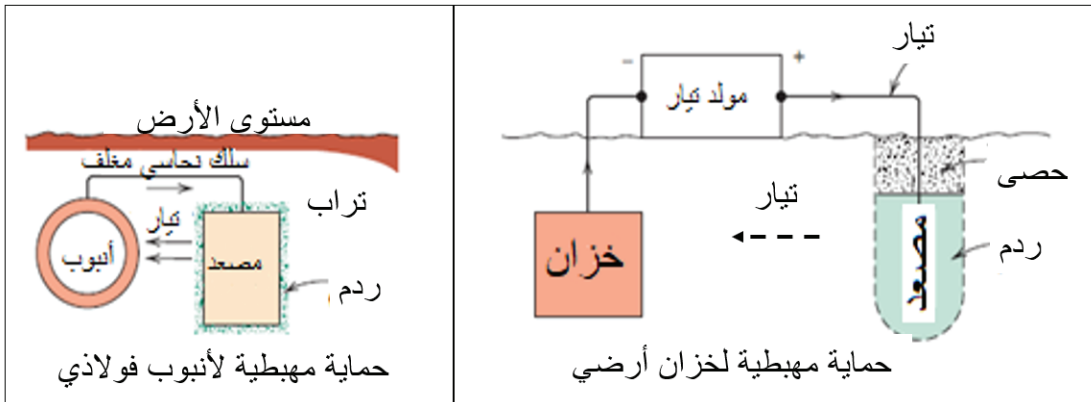 مستوى الأرض
سلك نحاسي مغلف
تراب
تيار
أنبوب
مصعد
ردم
حماية مهبطية لأنبوب فولاذي
تيار
-
+
مولد تيار
حصى
تيار
خزان
مصعد
ردم
حماية مهبطية لخزان أرضي